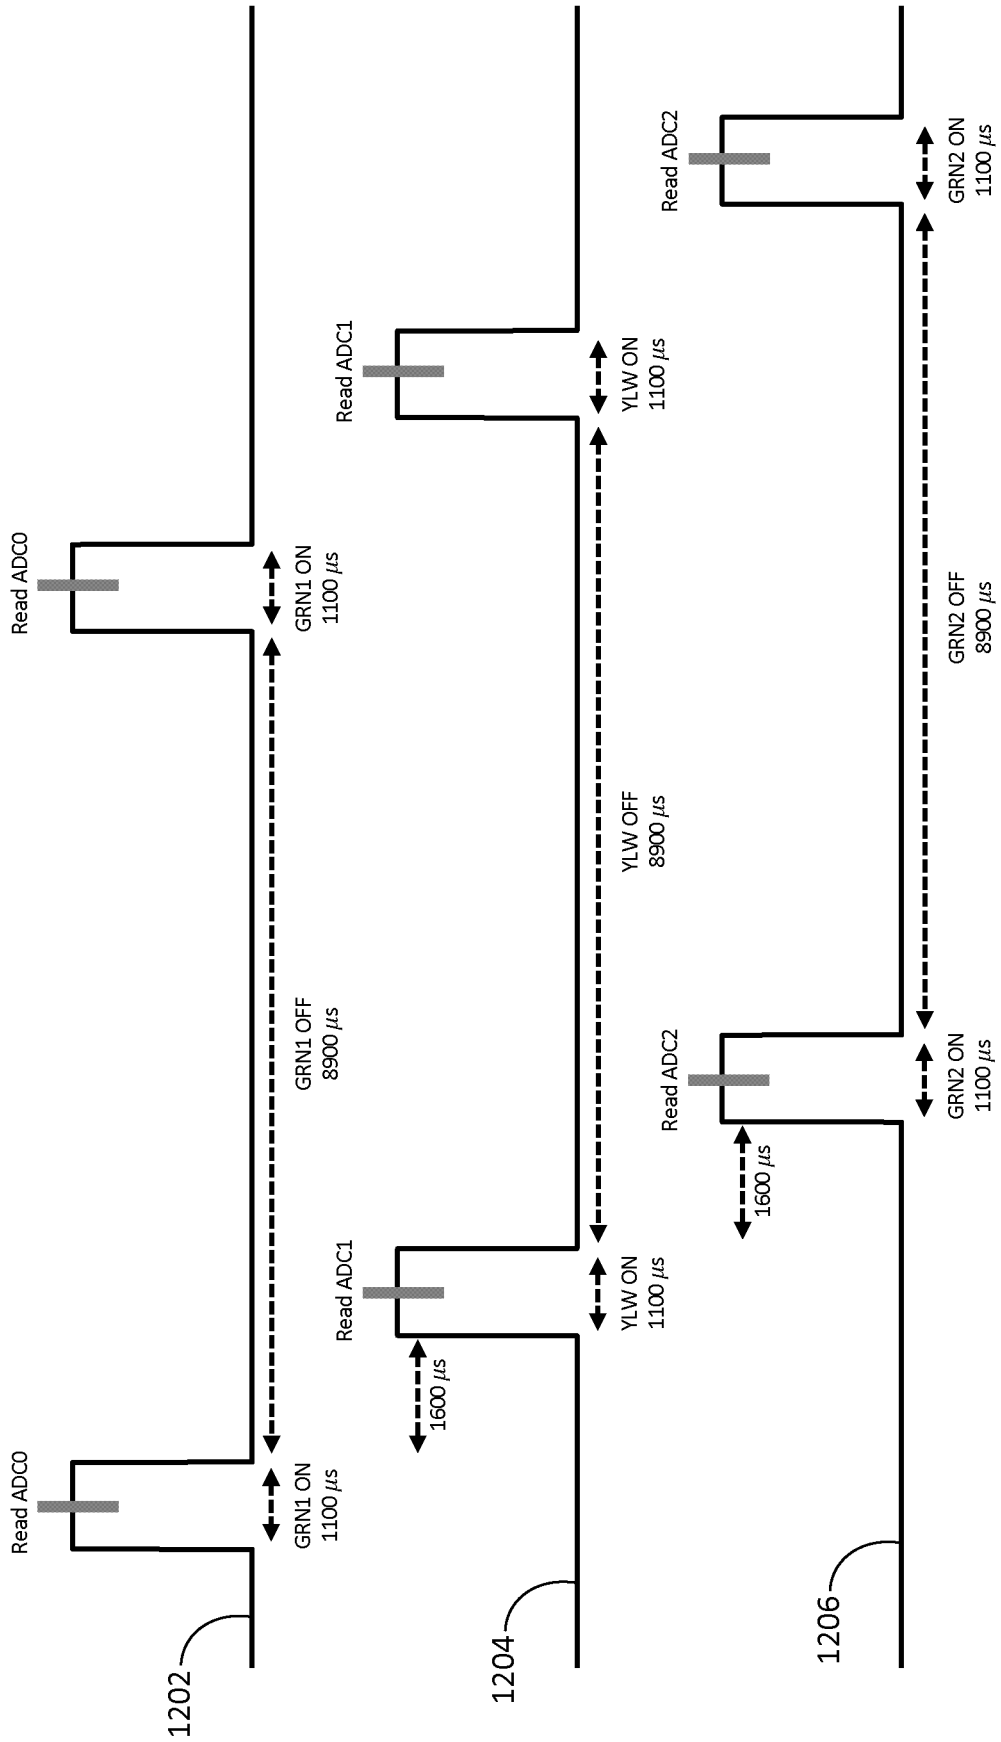 Read ADC0
Read ADC0
GRN1 ON
1100 µs
GRN1 OFF
8900 µs
GRN1 ON
1100 µs
1202
Read ADC1
Read ADC1
1600 µs
YLW ON
1100 µs
YLW OFF
8900 µs
YLW ON
1100 µs
1204
Read ADC2
Read ADC2
1600 µs
GRN2 ON
1100 µs
GRN2 OFF
8900 µs
GRN2 ON
1100 µs
1206